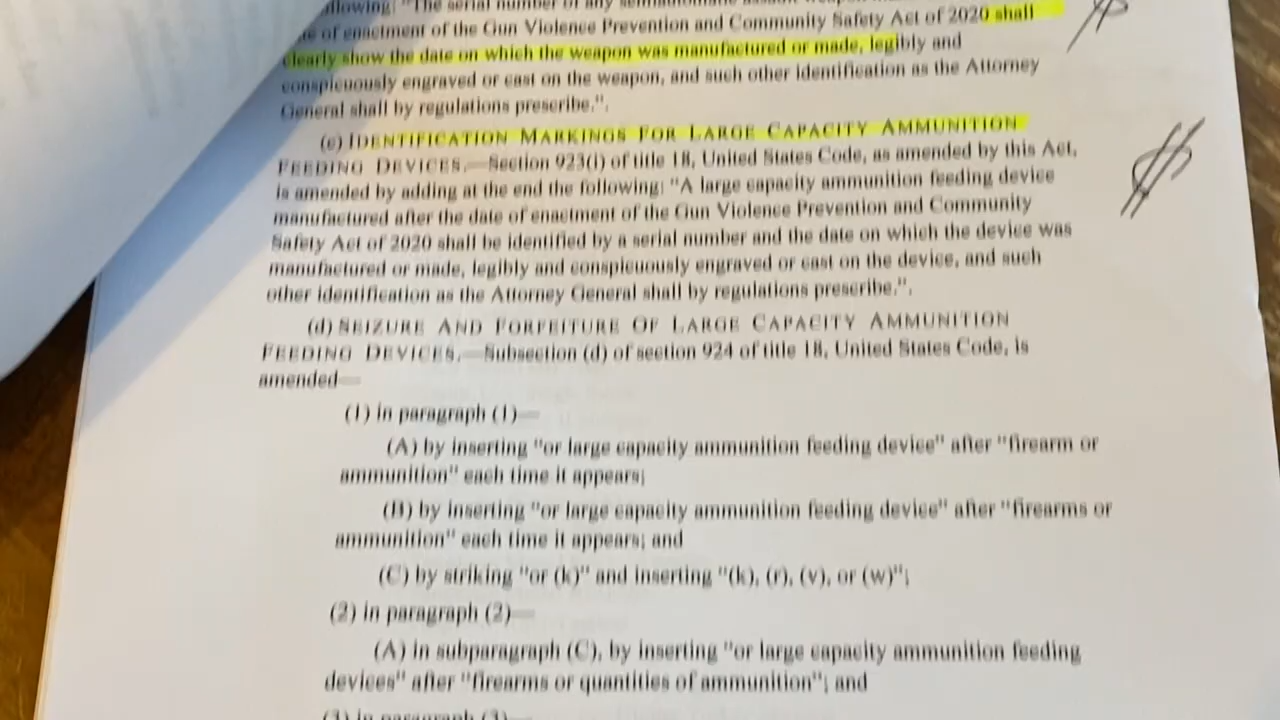 following: "The serial number of any semiautomatic assault
of enactment of the Gun Violence Prevention and Community Safety Act of 2020 shall
clearly show the date on which the weapon was manufactured or made, legibly and
conspicuously engraved or cast on the weapon, and such other identification as the Attorney
General shall by regulations prescribe.".
(c) IDENTIFICATION MARKINGS FOR LARGE CAPACITY AMMUNITION
FEEDING DEVICES.—Section 923(i) of title 18, United States Code, as amended by this Act,
is amended by adding at the end the following: "A large capacity ammunition feeding device
manufactured after the date of enactment of the Gun Violence Prevention and Community
Safety Act of 2020 shall be identified by a serial number and the date on which the device was
manufactured or made, legibly and conspicuously engraved or cast on the device, and such
other identification as the Attorney General shall by regulations prescribe.".
(d) SEIZURE AND FORFEITURE OF LARGE CAPACITY AMMUNITION
FEEDING DEVICES.—Subsection (d) of section 924 of title 18, United States Code, is
amended—
(1) in paragraph (1)—
(A) by inserting "or large capacity ammunition feeding device" after "firearm or
ammunition" each time it appears;
(B) by inserting "or large capacity ammunition feeding device" after "firearms or
ammunition" each time it appears; and
(C) by striking "or (k)" and inserting "(k), (r), (v), or (w)";
(2) in paragraph (2)—
(A) in subparagraph (C), by inserting "or large capacity ammunition feeding
devices" after "firearms or quantities of ammunition"; and
(3) in paragraph (3)—
$